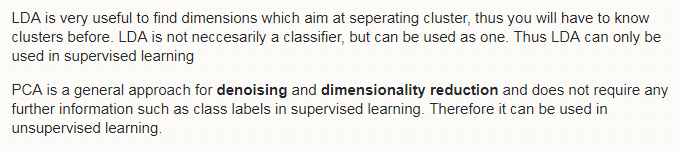 LDA is very useful to find dimensions which aim at seperating cluster, thus you will have to know
clusters before. LDA is not neccesarily a classifier, but can be used as one. Thus LDA can only be
used in supervised learning
PCA is a general approach for denoising and dimensionality reduction and does not require any
further information such as class labels in supervised learning. Therefore it can be used in
unsupervised learning.